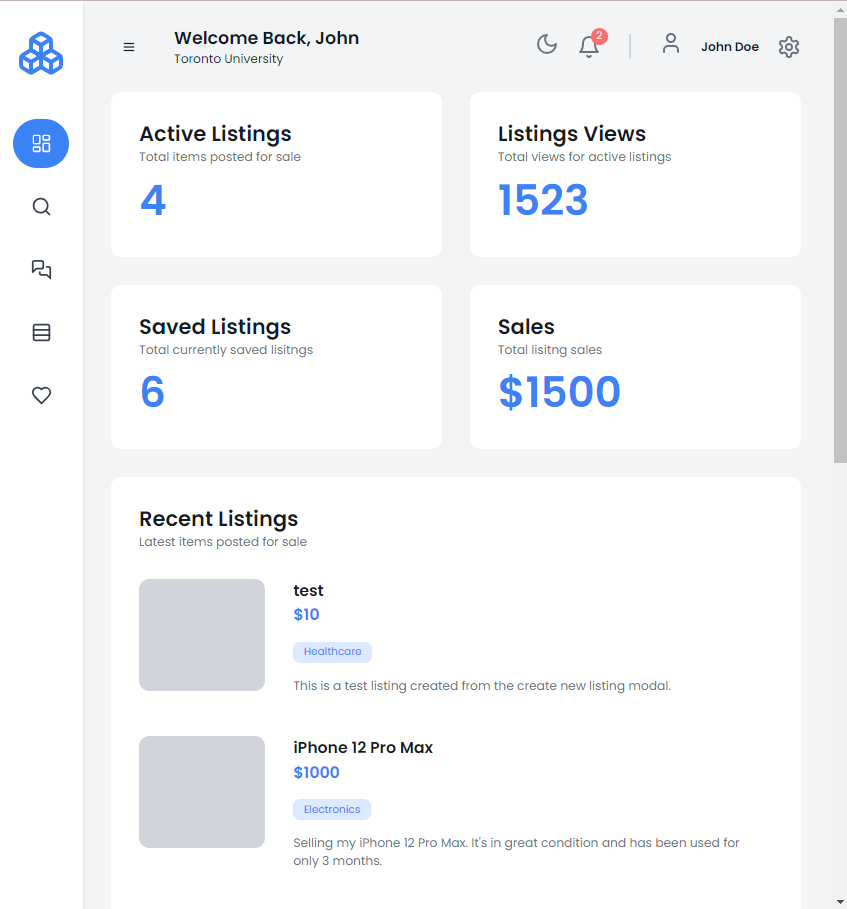 Welcome Back, John
Toronto University
2
John Doe
Active Listings
Total items posted for sale
4
Listings Views
Total views for active listings
1523
Saved Listings
Total currently saved lisitngs
6
Sales
Total lisitng sales
$1500
Recent Listings
Latest items posted for sale
test
$10
Healthcare
This is a test listing created from the create new listing modal.
iPhone 12 Pro Max
$1000
Electronics
Selling my iPhone 12 Pro Max. It's in great condition and has been used for
only 3 months.